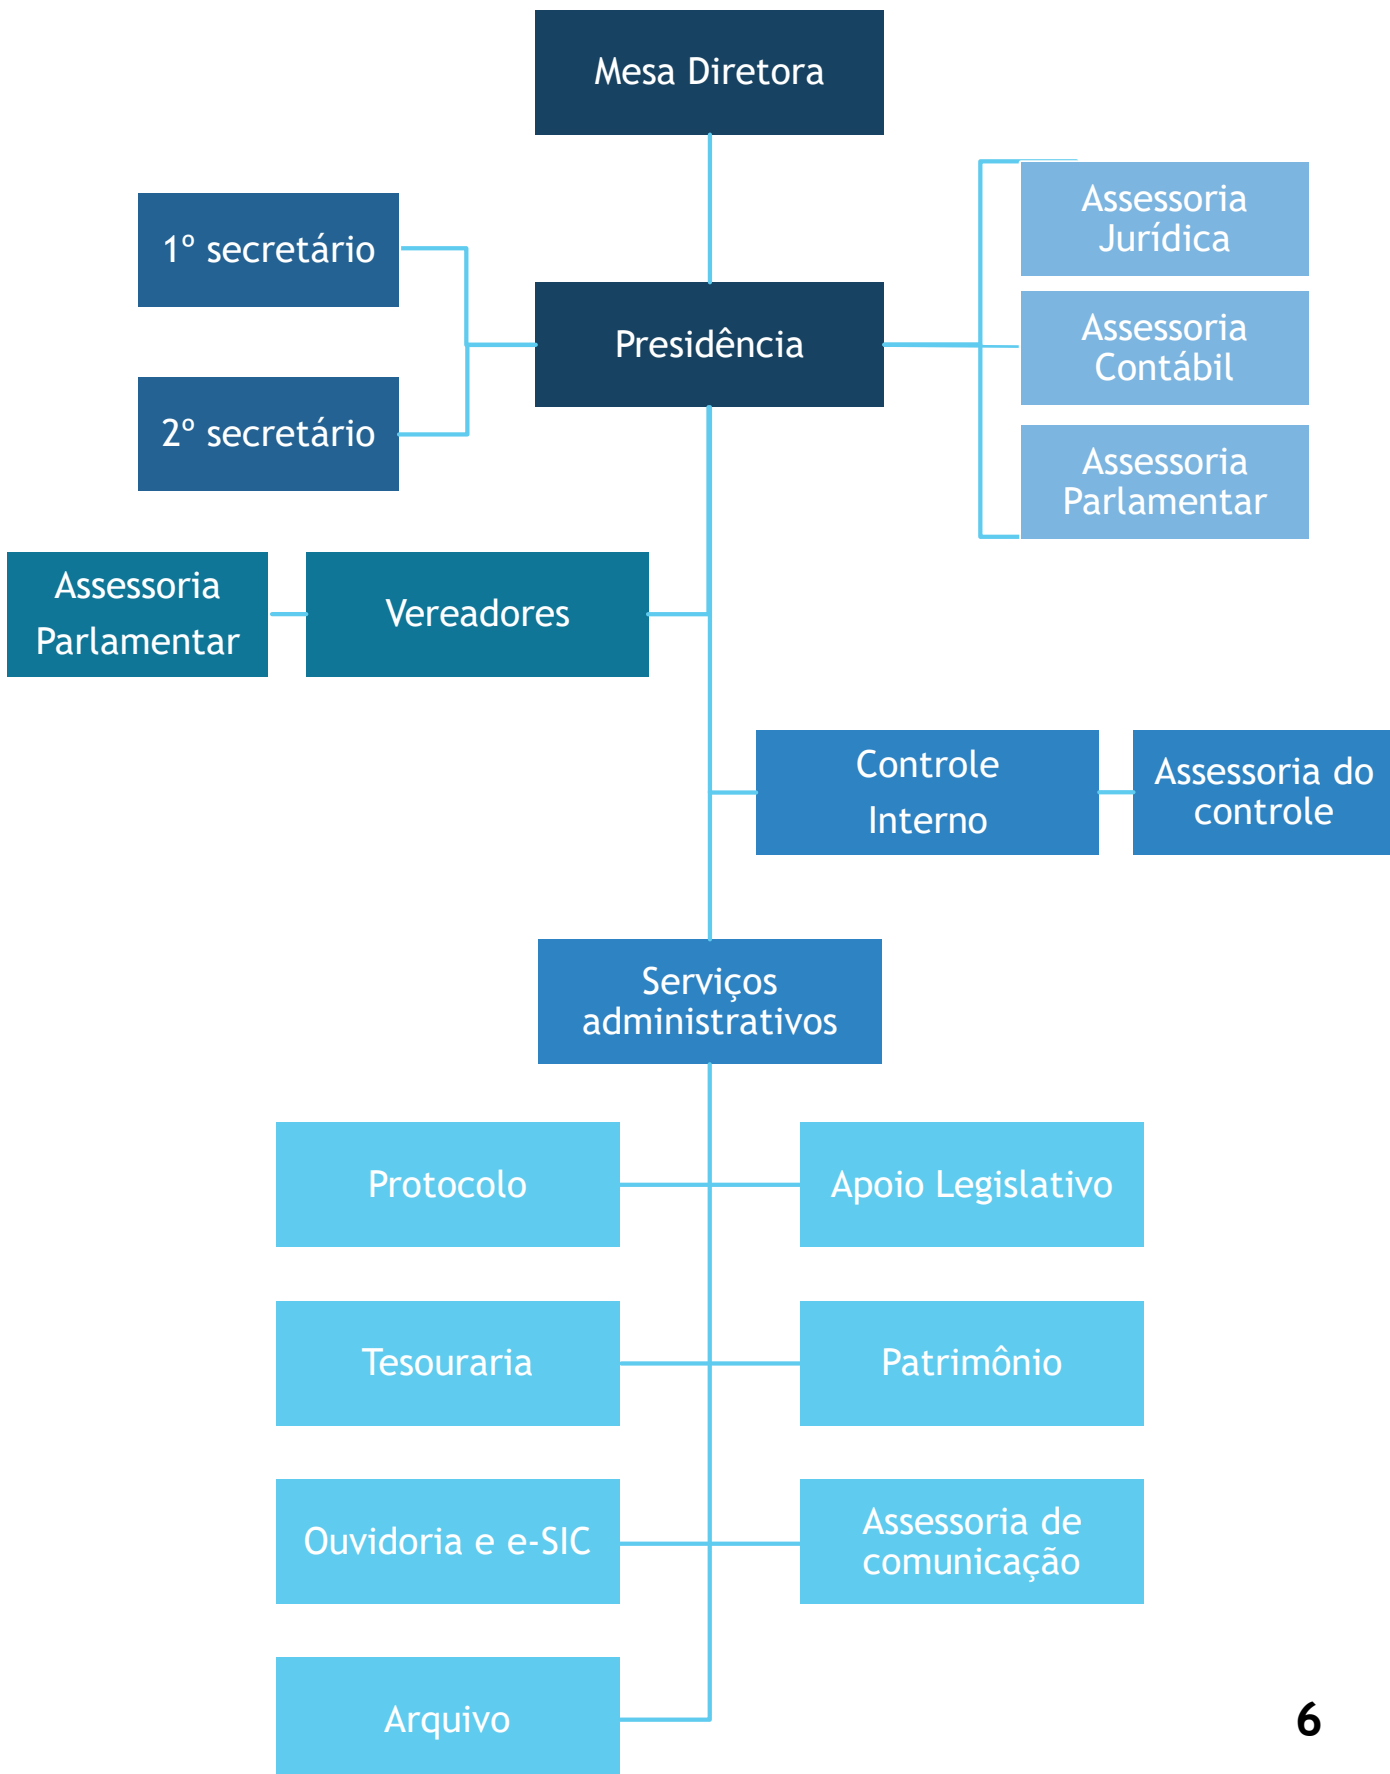 Mesa Diretora
1º secretário
Assessoria
Jurídica
Presidência
Assessoria
Contábil
2º secretário
Assessoria
Parlamentar
Assessoria
Parlamentar
Vereadores
Controle
Interno
Assessoria do
controle
Serviços
administrativos
Protocolo
Apoio Legislativo
Tesouraria
Patrimônio
Ouvidoria e e-SIC
Assessoria de
comunicação
Arquivo
6